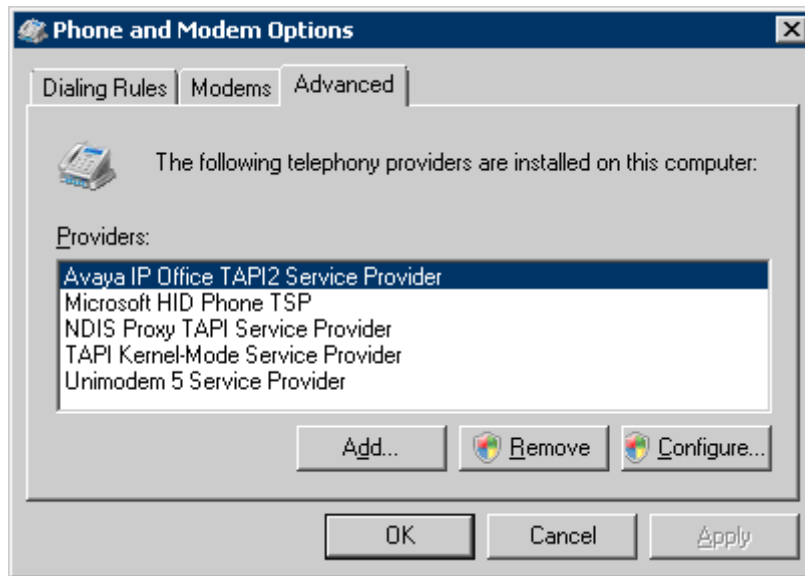 Phone and Modem Options
Dialing Rules Modems Advanced
The following telephony providers are installed on this computer:
Providers:
Avaya IP Office TAPI2 Service Provider
Microsoft HID Phone TSP
NDIS Proxy TAPI Service Provider
TAPI Kernel-Mode Service Provider
Unimodem 5 Service Provider
Add... Remove Configure...
OK Cancel Apply